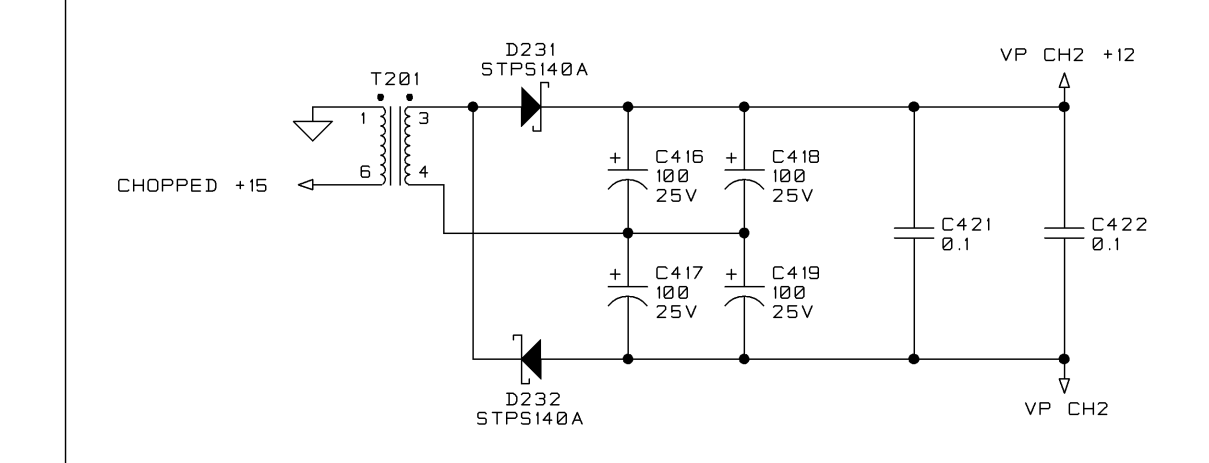 D231
STPS140A
VP CH2 +12
T201
1
3
6
4
CHOPPED +15
+
C416
100
25V
+
C418
100
25V
C421
0.1
C422
0.1
+
C417
100
25V
+
C419
100
25V
D232
STPS140A
VP CH2